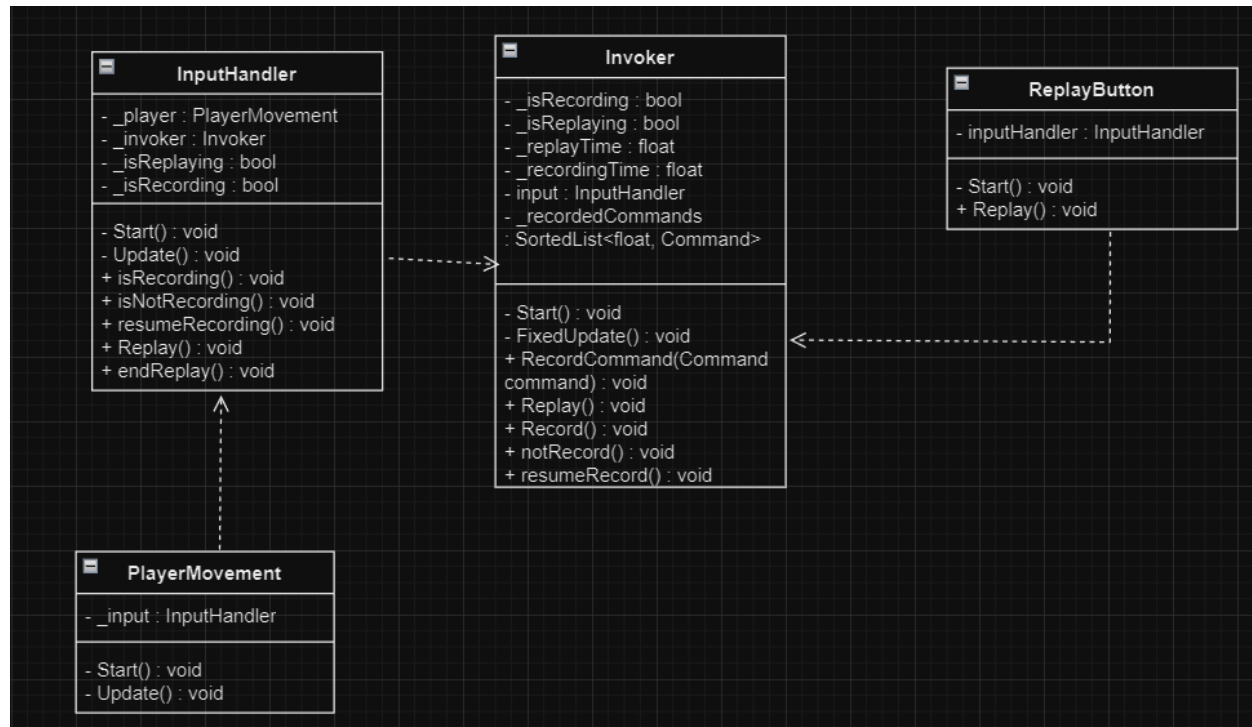 InputHandler
- _player : PlayerMovement
- _invoker : Invoker
- _isReplaying : bool
- _isRecording : bool
- Start() : void
- Update() : void
+ isRecording() : void
+ isNotRecording() : void
+ resumeRecording() : void
+ Replay() : void
+ endReplay() : void
Invoker
- _isRecording : bool
- _isReplaying : bool
- _replayTime : float
- _recordingTime : float
- input : InputHandler
- _recordedCommands
: SortedList<float, Command>
- Start() : void
- FixedUpdate() : void
+ RecordCommand(Command
command) : void
+ Replay() : void
+ Record() : void
+ notRecord() : void
+ resumeRecord() : void
ReplayButton
- inputHandler : InputHandler
- Start() : void
+ Replay() : void
PlayerMovement
- _input : InputHandler
- Start() : void
- Update() : void